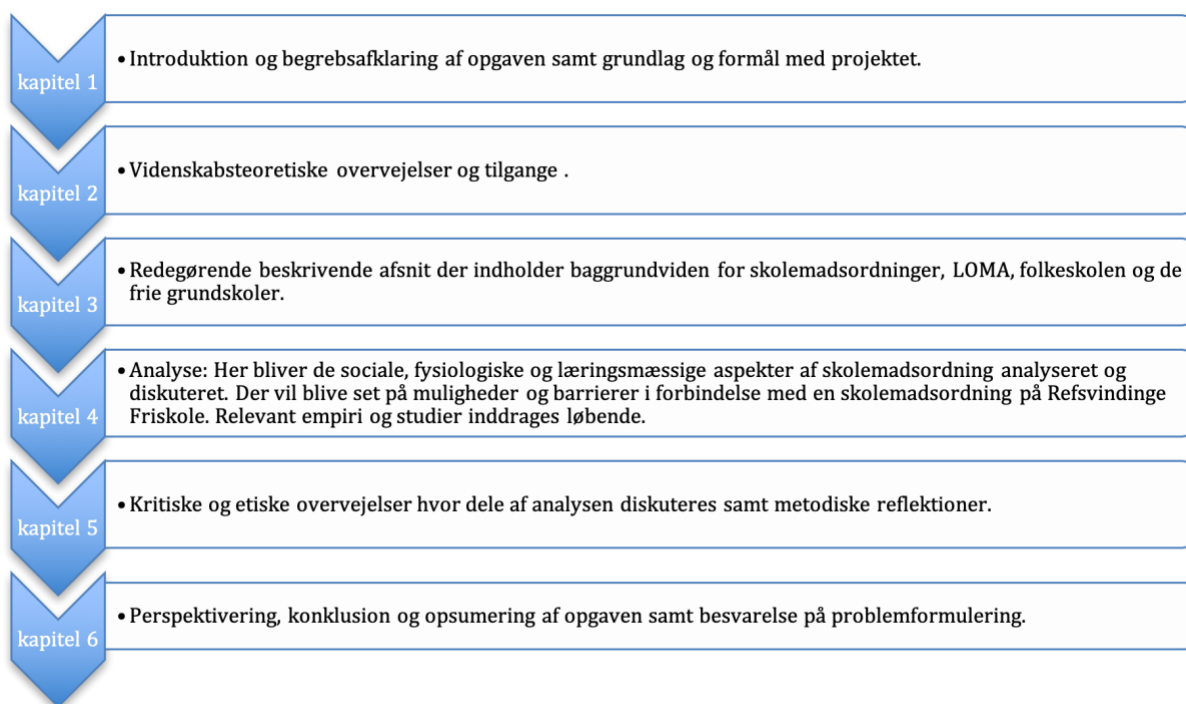 kapitel 1
• Introduktion og begrebsafklaring af opgaven samt grundlag og formål med projektet.
kapitel 2
• Videnskabsteoretiske overvejelser og tilgange .
kapitel 3
• Redegørende beskrivende afsnit der indholder baggrundviden for skolemadsordninger, LOMA, folkeskolen og de
frie grundskoler.
kapitel 4
• Analyse: Her bliver de sociale, fysiologiske og læringsmæssige aspekter af skolemadsordning analyseret og
diskuteret. Der vil blive set på muligheder og barrierer i forbindelse med en skolemadsordning på Refsvindinge
Friskole. Relevant empiri og studier inddrages løbende.
kapitel 5
• Kritiske og etiske overvejelser hvor dele af analysen diskuteres samt metodiske reflektioner.
kapitel 6
• Perspektivering, konklusion og opsumering af opgaven samt besvarelse på problemformulering.